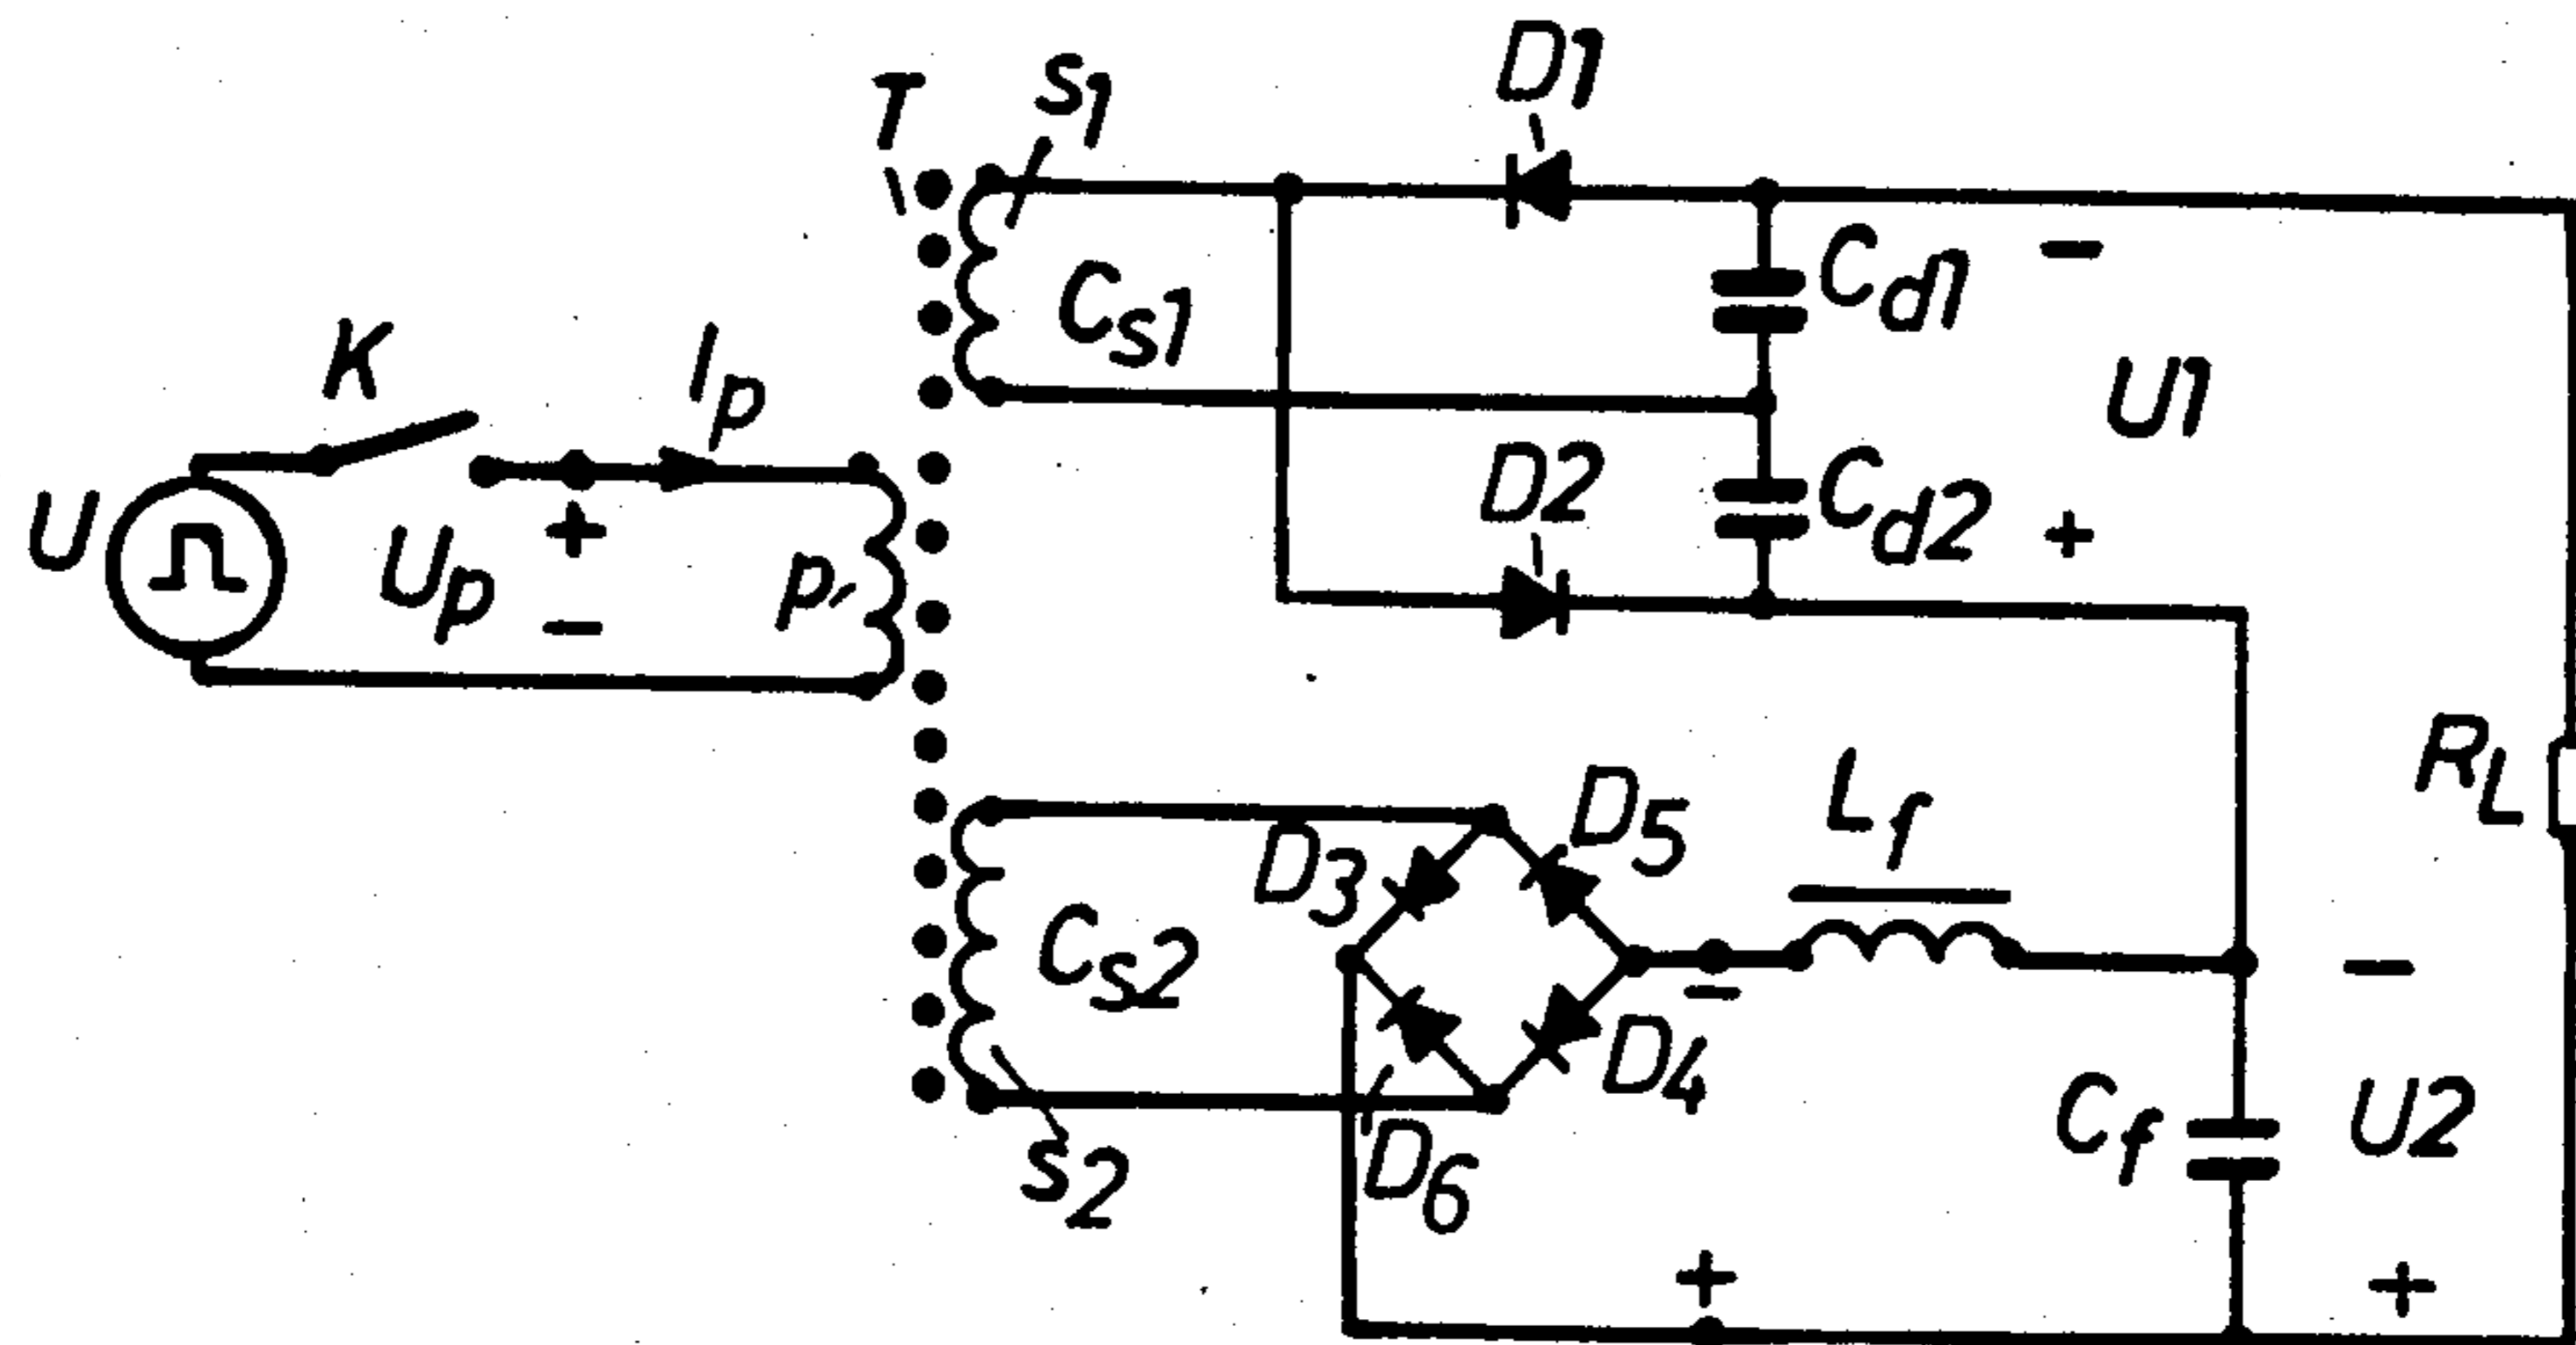 T
S1
D1
Cs1
Cd1
−
K
Ip
U1
U
Up
+
−
p
D2
Cd2
+
RL
D3
D5
Lf
Cs2
−
D4
−
S2
D6
Cf
U2
+
+